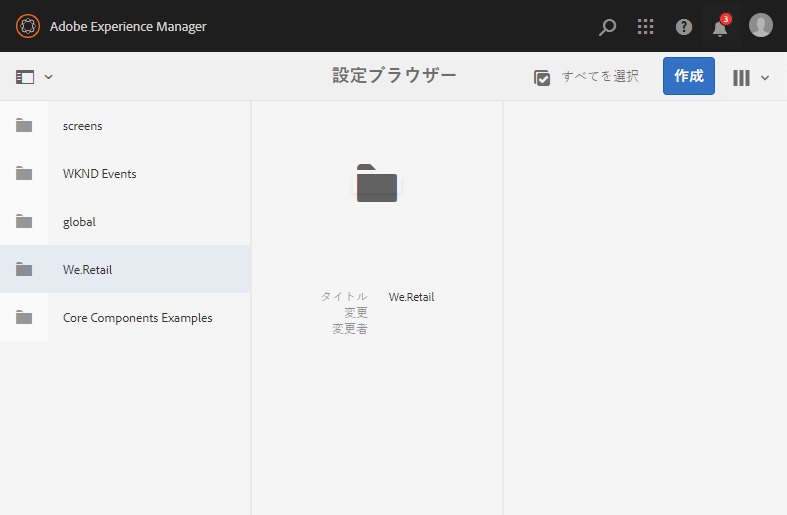 Adobe Experience Manager
3
設定ブラウザー
すべてを選択
作成
screens
WKND Events
global
We.Retail
Core Components Examples
タイトル We.Retail
変更
変更者